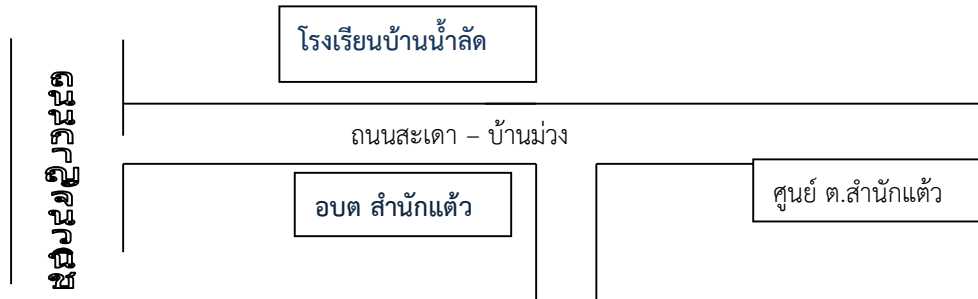 โรงเรียนบ้านน้ำลัด
ถนนกาญจนวนิช
ถนนสะเดา – บ้านม่วง
อบต สำนักแต้ว
ศูนย์ ต.สำนักแต้ว